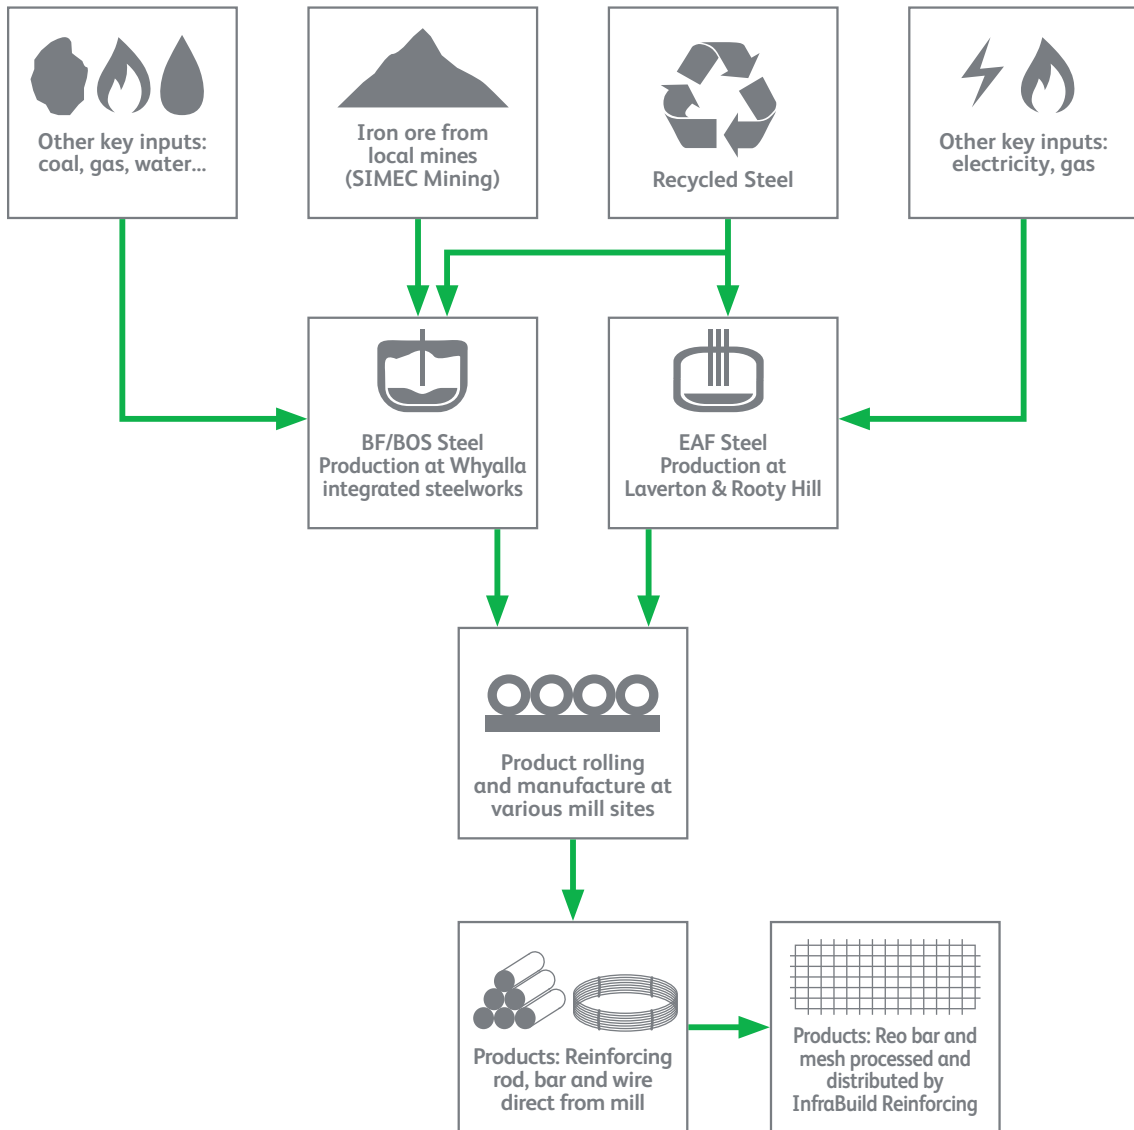 Other key inputs:
coal, gas, water...
Iron ore from
local mines
(SIMEC Mining)
Recycled Steel
Other key inputs:
electricity, gas
BF/BOS Steel
Production at Whyalla
integrated steelworks
EAF Steel
Production at
Laverton & Rooty Hill
Product rolling
and manufacture at
various mill sites
Products: Reinforcing
rod, bar and wire
direct from mill
Products: Reo bar and
mesh processed and
distributed by
InfraBuild Reinforcing